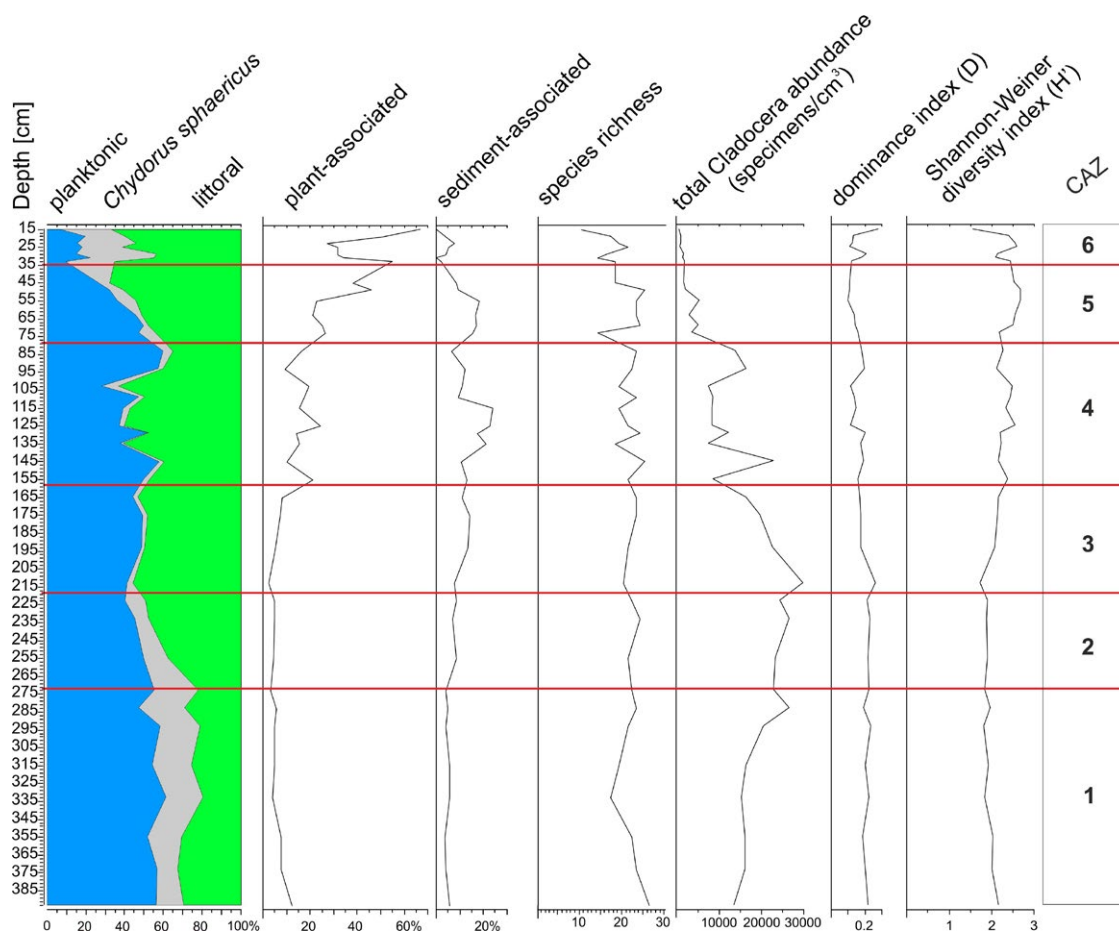 Depth [cm]
planktonic
Chydorus sphaericus
littoral
plant-associated
sediment-associated
species richness
total Cladocera abundance
(specimens/cm³)
dominance index (D)
Shannon-Weiner
diversity index (H')
CAZ
15
25
35
45
55
65
75
85
95
105
115
125
135
145
155
165
175
185
195
205
215
225
235
245
255
265
275
285
295
305
315
325
335
345
355
365
375
385
6
5
4
3
2
1
0 20 40 60 80 100%
0 20 40 60%
20%
0 10 20 30
10000 20000 30000
0.2
1 2 3